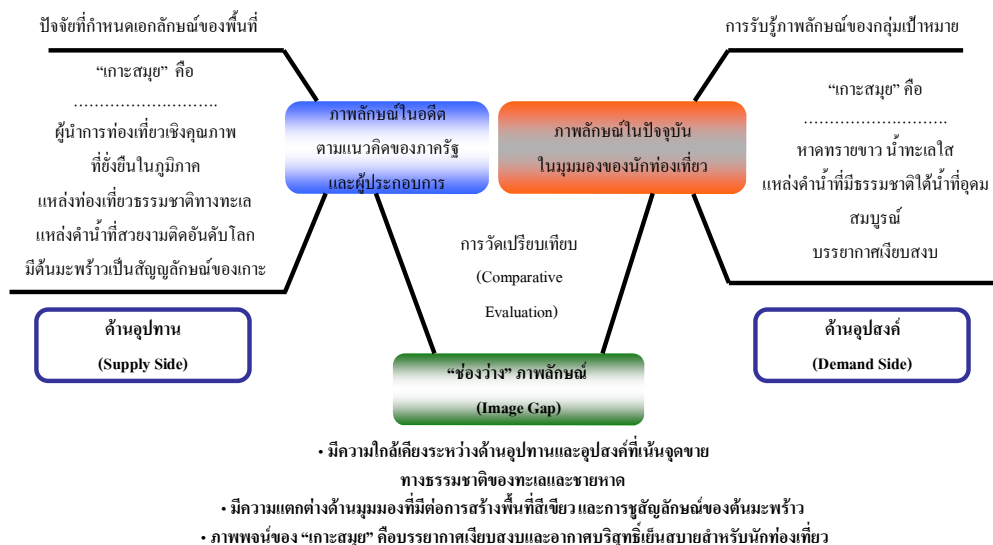 ปัจจัยที่กำหนดเอกลักษณ์ของพื้นที่
“เกาะสมุย” คือ
……………………….
ผู้นำการท่องเที่ยวเชิงคุณภาพ
ที่ยั่งยืนในภูมิภาค
แหล่งท่องเที่ยวธรรมชาติทางทะเล
แหล่งดำน้ำที่สวยงามติดอันดับโลก
มีต้นมะพร้าวเป็นสัญญลักษณ์ของเกาะ
ด้านอุปทาน
(Supply Side)
ภาพลักษณ์ในอดีต
ตามแนวคิดของภาครัฐ
และผู้ประกอบการ
ภาพลักษณ์ในปัจจุบัน
ในมุมมองของนักท่องเที่ยว
การวัดเปรียบเทียบ
(Comparative
Evaluation)
การรับรู้ภาพลักษณ์ของกลุ่มเป้าหมาย
“เกาะสมุย” คือ
……………………….
หาดทรายขาว น้ำทะเลใส
แหล่งดำน้ำที่มีธรรมชาติใต้น้ำที่อุดม
สมบูรณ์
บรรยากาศเงียบสงบ
ด้านอุปสงค์
(Demand Side)
“ช่องว่าง” ภาพลักษณ์
(Image Gap)
• มีความใกล้เคียงระหว่างด้านอุปทานและอุปสงค์ที่เน้นจุดขาย
ทางธรรมชาติของทะเลและชายหาด
• มีความแตกต่างด้านมุมมองที่มีต่อการสร้างพื้นที่สีเขียว และการชูสัญลักษณ์ของต้นมะพร้าว
• ภาพพจน์ของ “เกาะสมุย” คือบรรยากาศเงียบสงบและอากาศบริสุทธิ์เย็นสบายสำหรับนักท่องเที่ยว